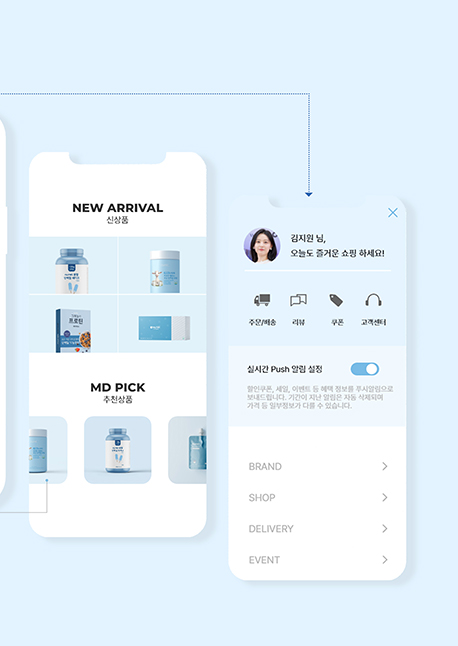 NEW ARRIVAL
신상품
프로틴
MD PICK
추천상품
김지원 님,
오늘도 즐거운 쇼핑 하세요!
주문/배송
리뷰
쿠폰
고객센터
실시간 Push 알림 설정
할인쿠폰, 세일, 이벤트 등 혜택 정보를 푸시알림으로
보내드립니다. 기간이 지난 알림은 자동 삭제되며
가격 등 일부정보가 다를 수 있습니다.
BRAND
SHOP
DELIVERY
EVENT